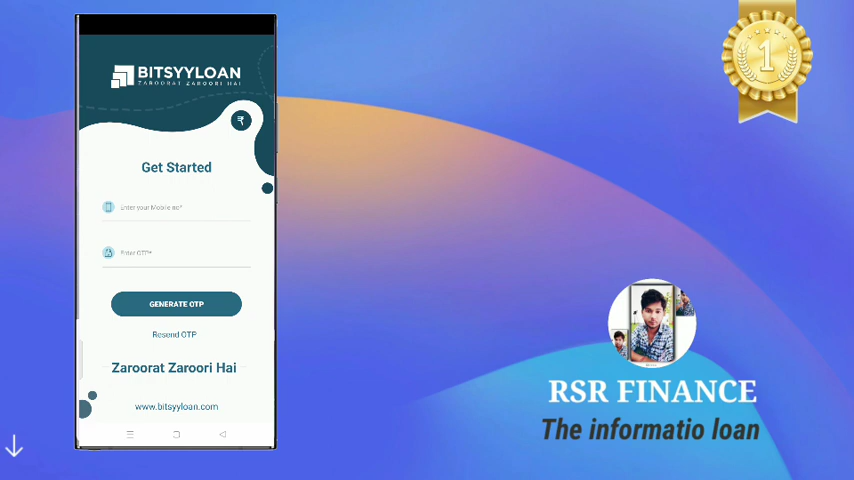 BITSYYLOAN
ZAROORAT ZAROORI HAI
₹
Get Started
Enter your Mobile no*
Enter OTP*
GENERATE OTP
Resend OTP
Zaroorat Zaroori Hai
www.bitsyyloan.com
1
RSR FINANCE
The informatio loan